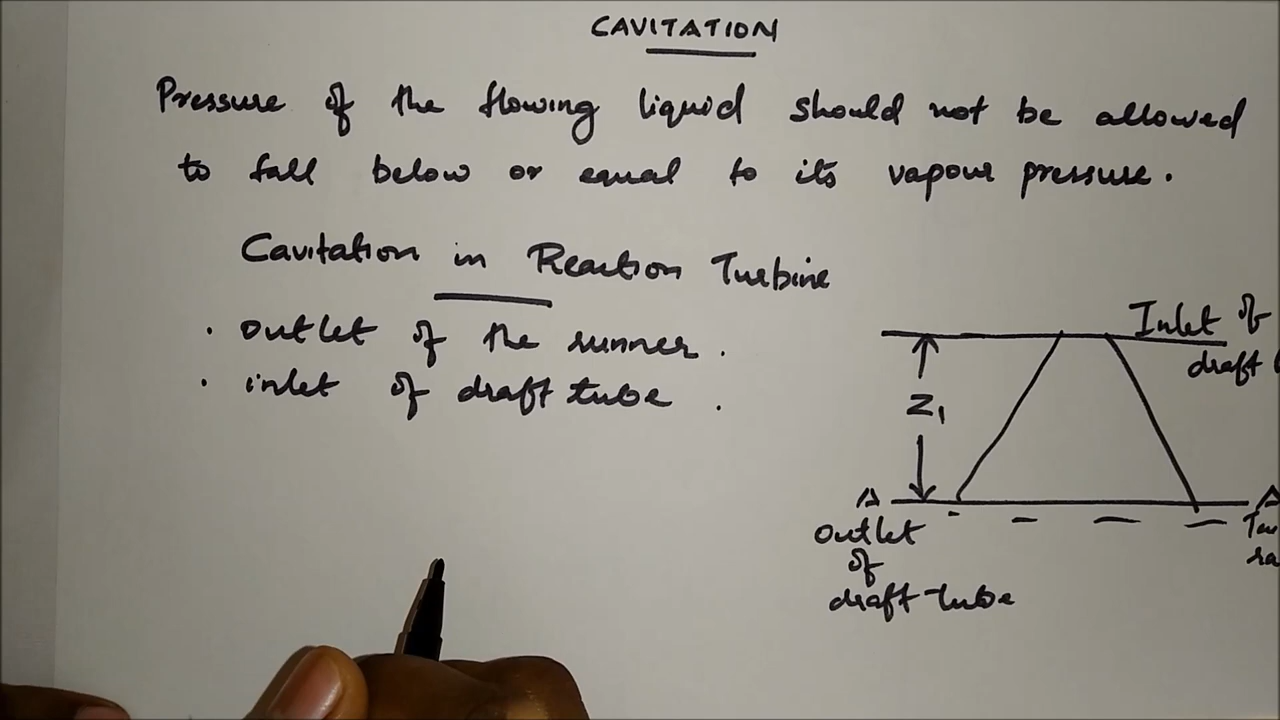 CAVITATION
Pressure of the flowing liquid should not be allowed
to fall below or equal to its vapour pressure.
Cavitation in Reaction Turbine
· outlet of the runner.
· inlet of draft tube.
Inlet of
draft
Z1
A
A
Outlet
of
draft tube